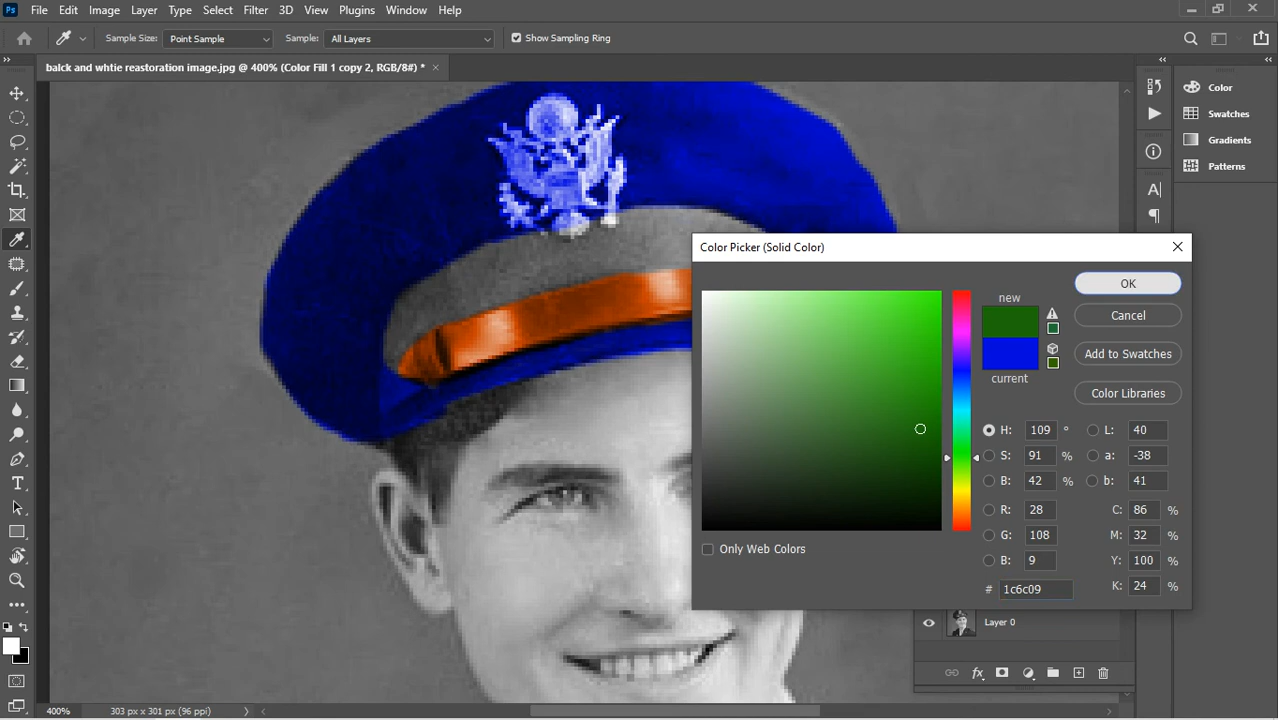 Ps File Edit Image Layer Type Select Filter 3D View Plugins Window Help
Sample Size: Point Sample Sample: All Layers Show Sampling Ring
balck and whtie reastoration image.jpg @ 400% (Color Fill 1 copy 2, RGB/8#) * ×
Color
Swatches
Gradients
Patterns
Color Picker (Solid Color)
new
current
OK
Cancel
Add to Swatches
Color Libraries
H: 109 ° L: 40
S: 91 % a: -38
B: 42 % b: 41
R: 28 C: 86 %
G: 108 M: 32 %
B: 9 Y: 100 %
# 1c6c09 K: 24 %
Only Web Colors
Layer 0
fx
400% 303 px x 301 px (96 ppi)